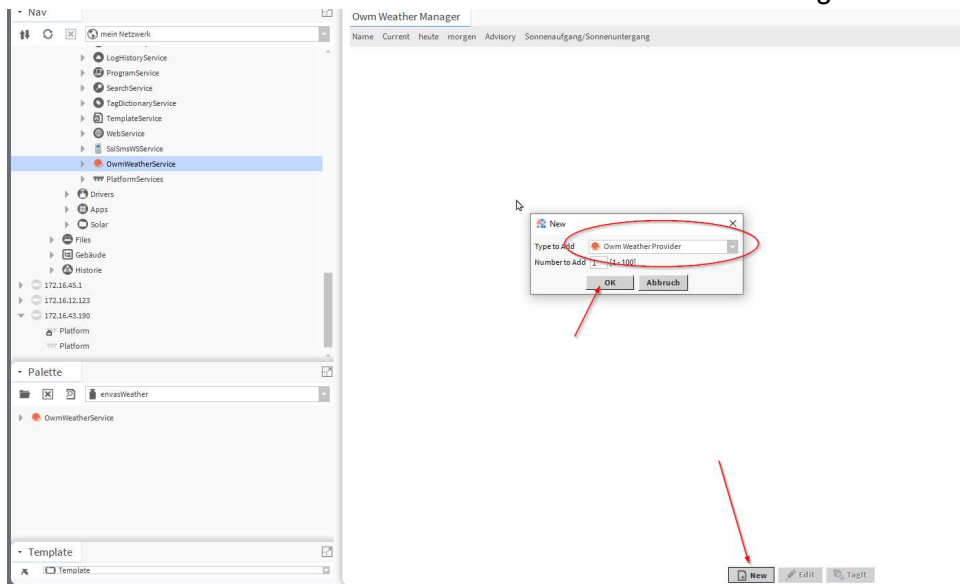 Nav
mein Netzwerk
LogHistoryService
ProgramService
SearchService
TagDictionaryService
TemplateService
WebService
SslSmsWSService
OwmWeatherService
PlatformServices
Drivers
Apps
Solar
Files
Gebäude
Historie
172.16.45.1
172.16.12.123
172.16.43.190
Platform
Platform
Palette
envasWeather
OwmWeatherService
Template
Template
Owm Weather Manager
Name Current heute morgen Advisory Sonnenaufgang/Sonnenuntergang
New
Type to Add Owm Weather Provider
Number to Add 1 [1 - 100]
OK Abbruch
New Edit TagIt